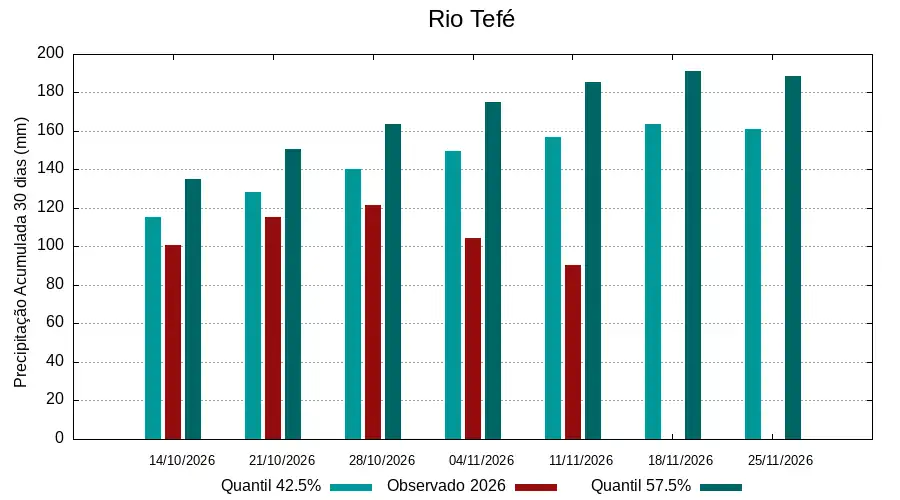 Rio Tefé
Precipitação Acumulada 30 dias (mm)
200
180
160
140
120
100
80
60
40
20
0
14/10/2026 21/10/2026 28/10/2026 04/11/2026 11/11/2026 18/11/2026 25/11/2026
Quantil 42.5% Observado 2026 Quantil 57.5%